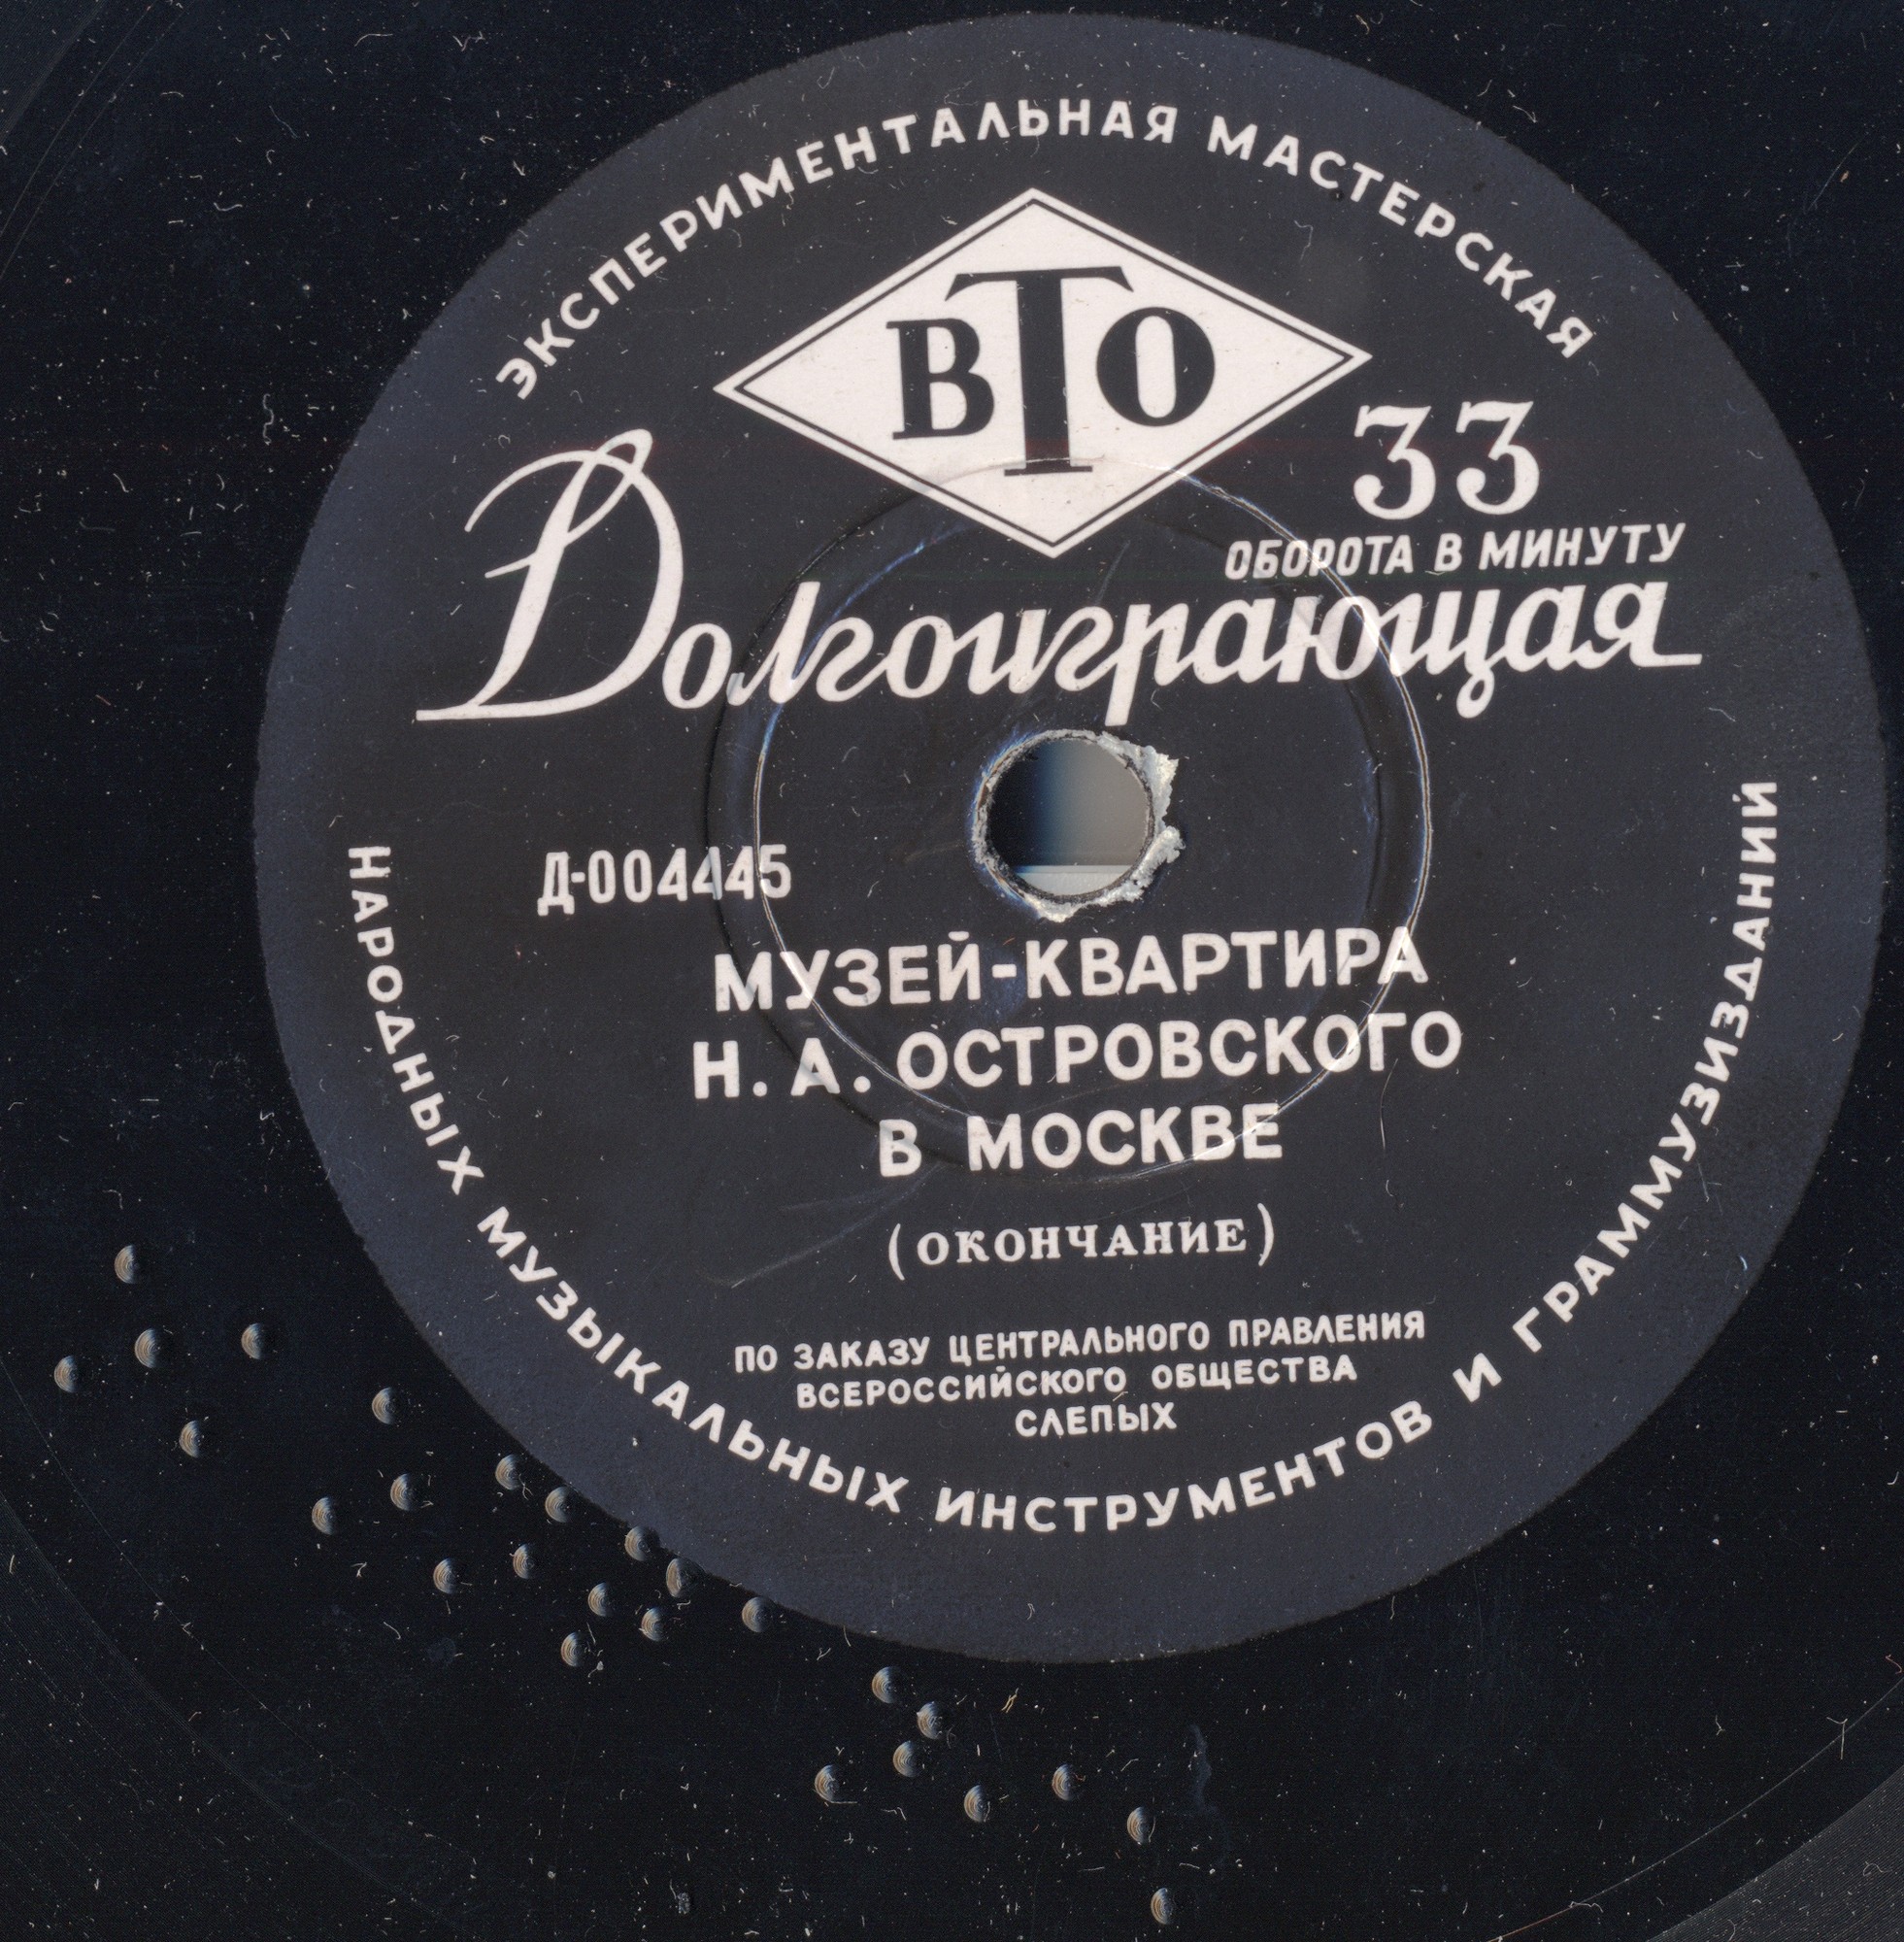 ЭКСПЕРИМЕНТАЛЬНАЯ МАСТЕРСКАЯ
ВТО
33
ОБОРОТА В МИНУТУ
Долгоиграющая
Д-004445
МУЗЕЙ-КВАРТИРА
Н. А. ОСТРОВСКОГО
В МОСКВЕ
(ОКОНЧАНИЕ)
ПО ЗАКАЗУ ЦЕНТРАЛЬНОГО ПРАВЛЕНИЯ
ВСЕРОССИЙСКОГО ОБЩЕСТВА
СЛЕПЫХ
НАРОДНЫХ МУЗЫКАЛЬНЫХ ИНСТРУМЕНТОВ И ГРАММУЗИЗДАНИЙ